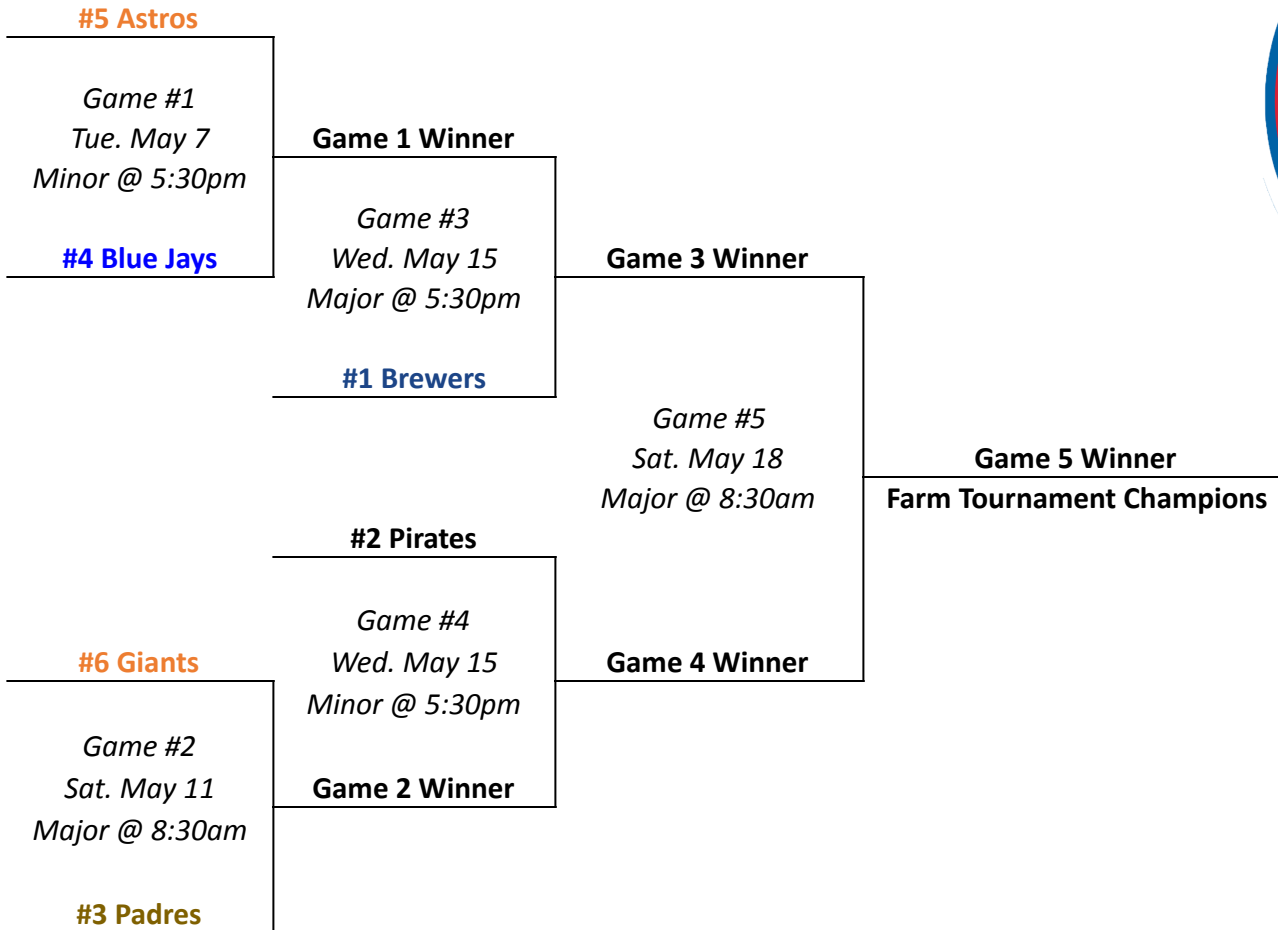 #5 Astros
Game #1
Tue. May 7
Minor @ 5:30pm
#4 Blue Jays
Game 1 Winner
Game #3
Wed. May 15
Major @ 5:30pm
#1 Brewers
Game 3 Winner
Game #5
Sat. May 18
Major @ 8:30am
Game 5 Winner
Farm Tournament Champions
#2 Pirates
Game #4
Wed. May 15
Minor @ 5:30pm
Game 4 Winner
#6 Giants
Game #2
Sat. May 11
Major @ 8:30am
Game 2 Winner
#3 Padres